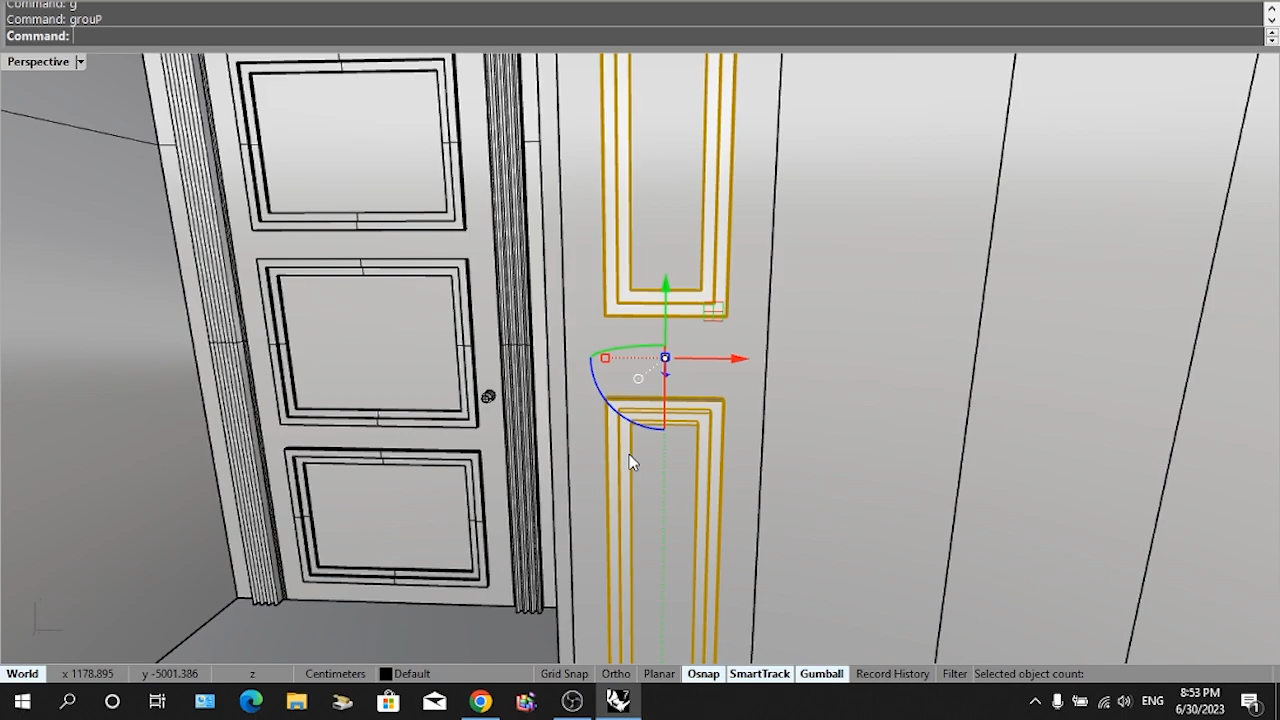 Command: g
Command: grouP
Command:
Perspective
World x 1178.895 y -5001.386 z Centimeters Default Grid Snap Ortho Planar Osnap SmartTrack Gumball Record History Filter Selected object count:
ENG
8:53 PM
6/30/2023
1